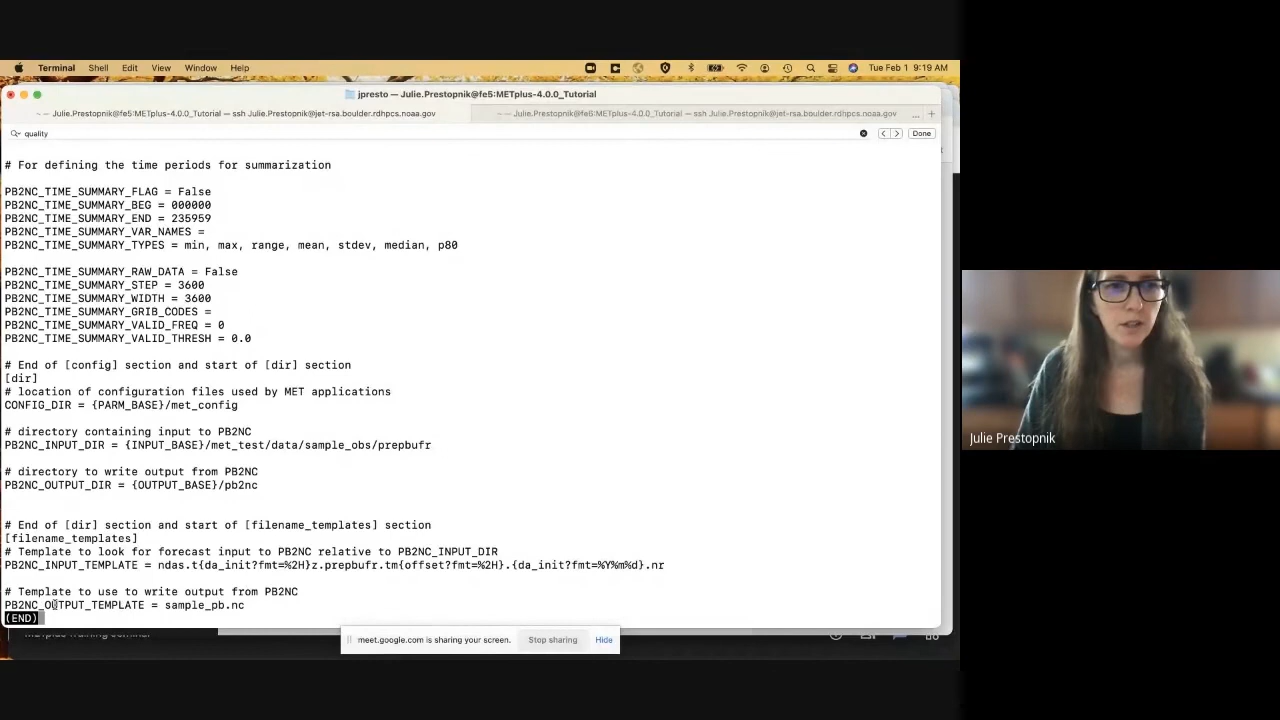 Terminal Shell Edit View Window Help Tue Feb 1 9:19 AM
jpresto — Julie.Prestopnik@fe5:METplus-4.0.0_Tutorial
~ — Julie.Prestopnik@fe5:METplus-4.0.0_Tutorial — ssh Julie.Prestopnik@jet-rsa.boulder.rdhpcs.noaa.gov
~ — Julie.Prestopnik@fe6:METplus-4.0.0_Tutorial — ssh Julie.Prestopnik@jet-rsa.boulder.rdhpcs.noaa.gov ... +
quality Done
# For defining the time periods for summarization
PB2NC_TIME_SUMMARY_FLAG = False
PB2NC_TIME_SUMMARY_BEG = 000000
PB2NC_TIME_SUMMARY_END = 235959
PB2NC_TIME_SUMMARY_VAR_NAMES =
PB2NC_TIME_SUMMARY_TYPES = min, max, range, mean, stdev, median, p80
PB2NC_TIME_SUMMARY_RAW_DATA = False
PB2NC_TIME_SUMMARY_STEP = 3600
PB2NC_TIME_SUMMARY_WIDTH = 3600
PB2NC_TIME_SUMMARY_GRIB_CODES =
PB2NC_TIME_SUMMARY_VALID_FREQ = 0
PB2NC_TIME_SUMMARY_VALID_THRESH = 0.0
# End of [config] section and start of [dir] section
[dir]
# location of configuration files used by MET applications
CONFIG_DIR = {PARM_BASE}/met_config
# directory containing input to PB2NC
PB2NC_INPUT_DIR = {INPUT_BASE}/met_test/data/sample_obs/prepbufr
# directory to write output from PB2NC
PB2NC_OUTPUT_DIR = {OUTPUT_BASE}/pb2nc
# End of [dir] section and start of [filename_templates] section
[filename_templates]
# Template to look for forecast input to PB2NC relative to PB2NC_INPUT_DIR
PB2NC_INPUT_TEMPLATE = ndas.t{da_init?fmt=%2H}z.prepbufr.tm{offset?fmt=%2H}.{da_init?fmt=%Y%m%d}.nr
# Template to use to write output from PB2NC
PB2NC_OUTPUT_TEMPLATE = sample_pb.nc
(END)
meet.google.com is sharing your screen. Stop sharing Hide
Julie Prestopnik